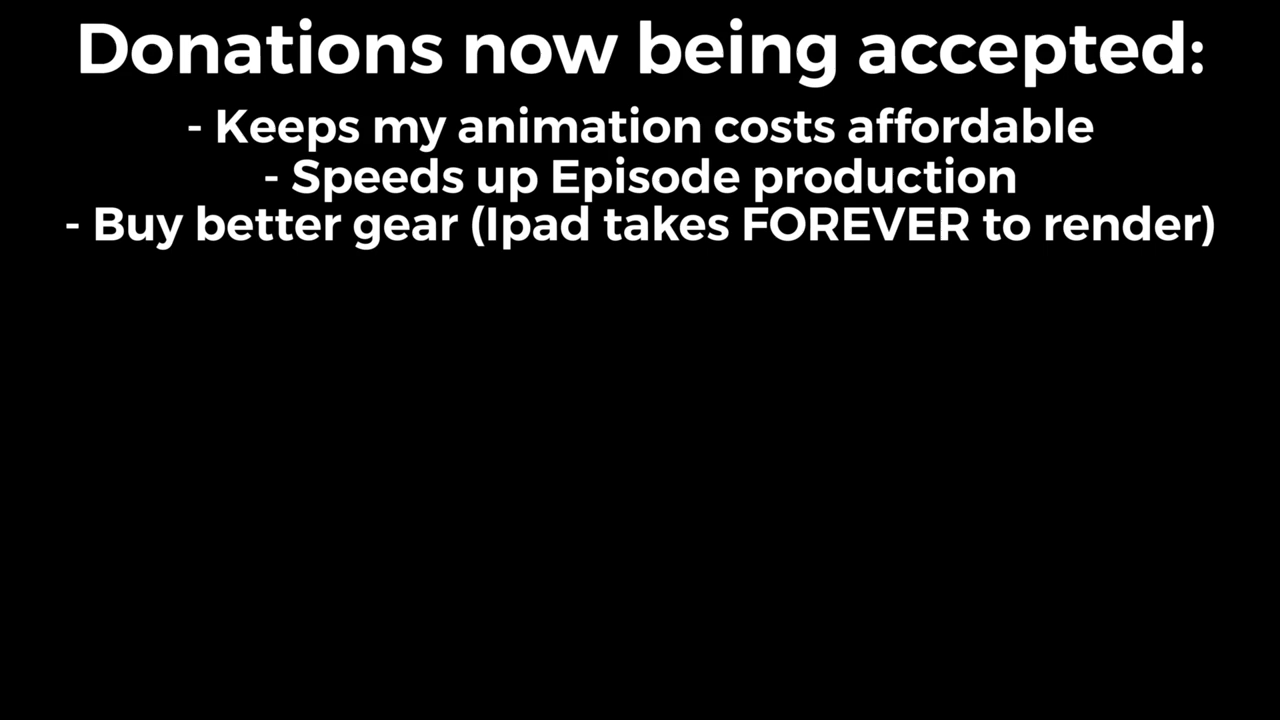 Donations now being accepted:
- Keeps my animation costs affordable
- Speeds up Episode production
- Buy better gear (Ipad takes FOREVER to render)